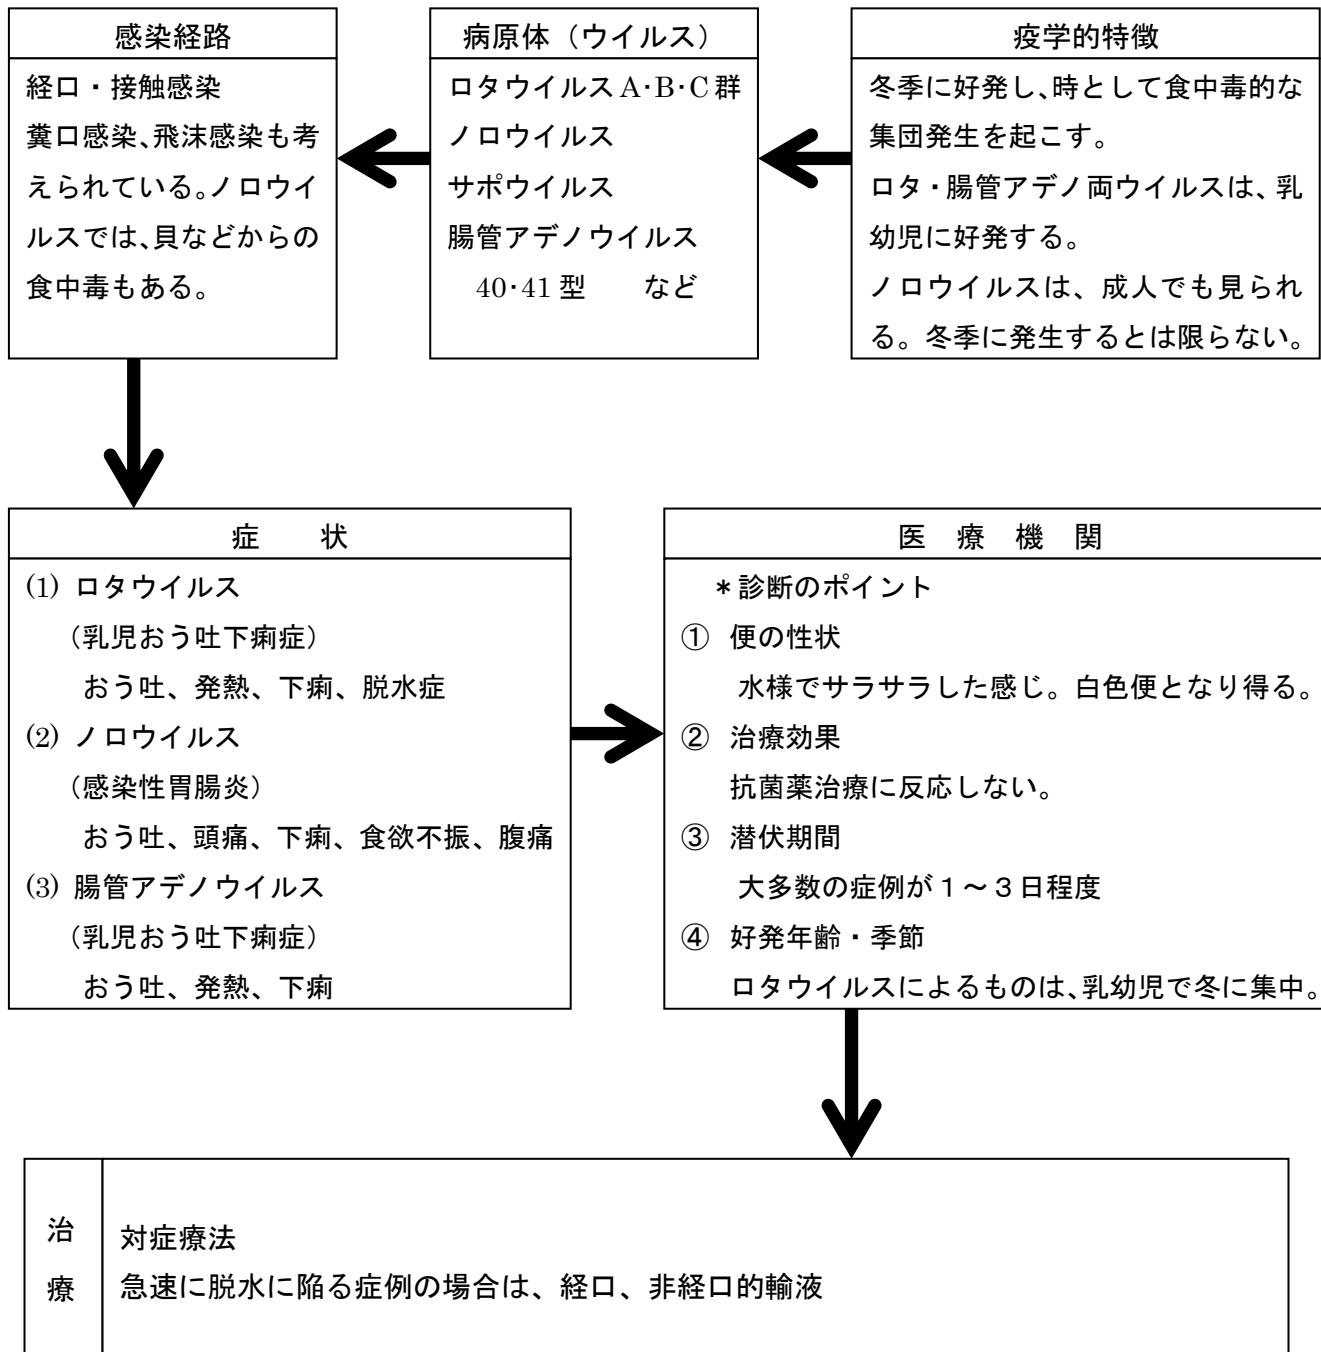 感染経路
経口・接触感染
糞口感染、飛沫感染も考
えられている。ノロウイ
ルスでは、貝などからの
食中毒もある。
病原体（ウイルス）
ロタウイルス A･B･C 群
ノロウイルス
サポウイルス
腸管アデノウイルス
40･41 型　　など
疫学的特徴
冬季に好発し、時として食中毒的な
集団発生を起こす。
ロタ・腸管アデノ両ウイルスは、乳
幼児に好発する。
ノロウイルスは、成人でも見られ
る。冬季に発生するとは限らない。
症　　状
(1) ロタウイルス
（乳児おう吐下痢症）
おう吐、発熱、下痢、脱水症
(2) ノロウイルス
（感染性胃腸炎）
おう吐、頭痛、下痢、食欲不振、腹痛
(3) 腸管アデノウイルス
（乳児おう吐下痢症）
おう吐、発熱、下痢
医　療　機　関
＊診断のポイント
① 便の性状
水様でサラサラした感じ。白色便となり得る。
② 治療効果
抗菌薬治療に反応しない。
③ 潜伏期間
大多数の症例が１～３日程度
④ 好発年齢・季節
ロタウイルスによるものは、乳幼児で冬に集中。
治療
対症療法
急速に脱水に陥る症例の場合は、経口、非経口的輸液